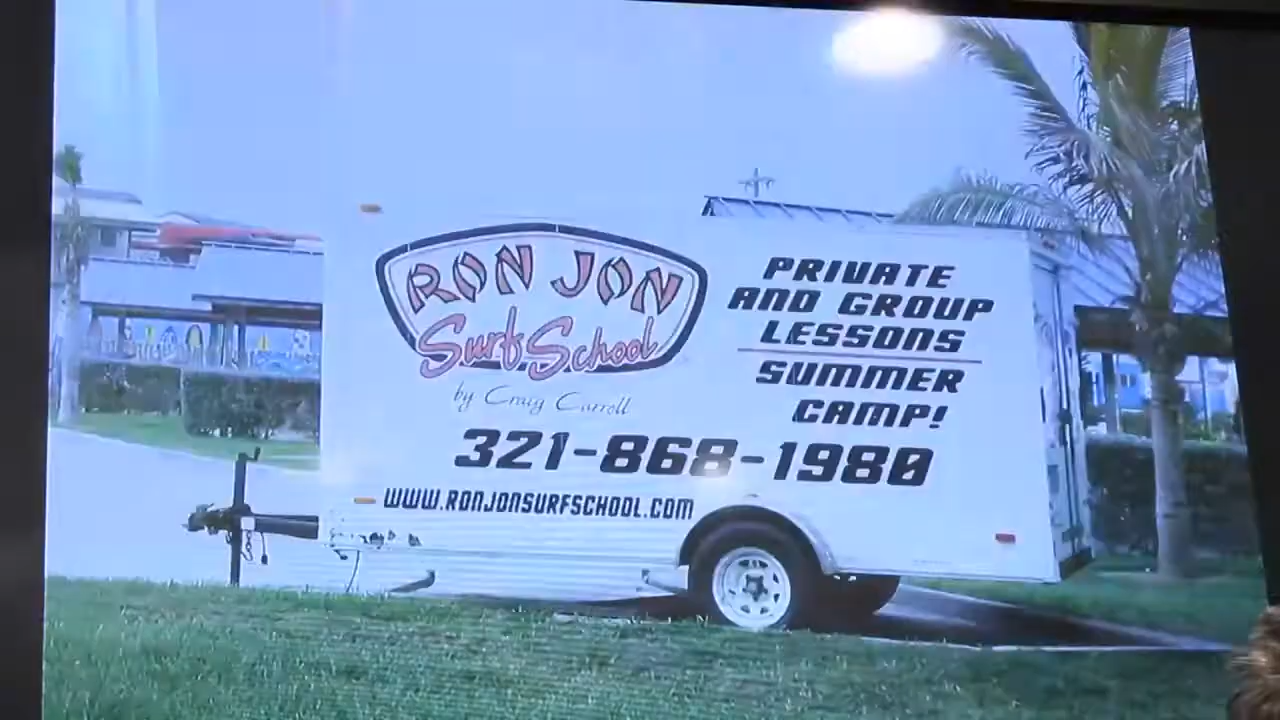 RON JON
Surf School
by Craig Carroll
PRIVATE
AND GROUP
LESSONS
SUMMER
CAMP!
321-868-1980
WWW.RONJONSURFSCHOOL.COM